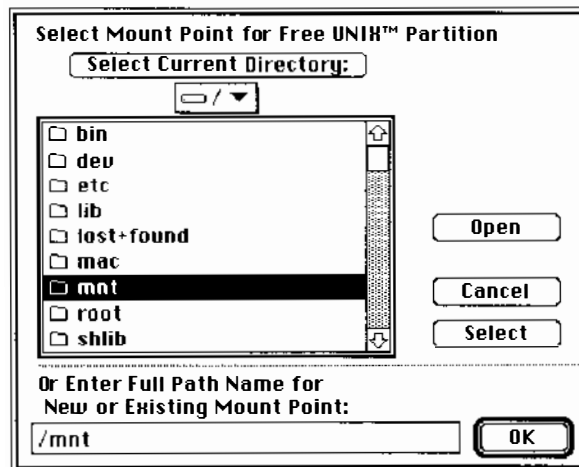 Select Mount Point for Free UNIX™ Partition
Select Current Directory:
/
bin
dev
etc
lib
lost+found
mac
mnt
root
shlib
Open
Cancel
Select
Or Enter Full Path Name for
New or Existing Mount Point:
/mnt
OK